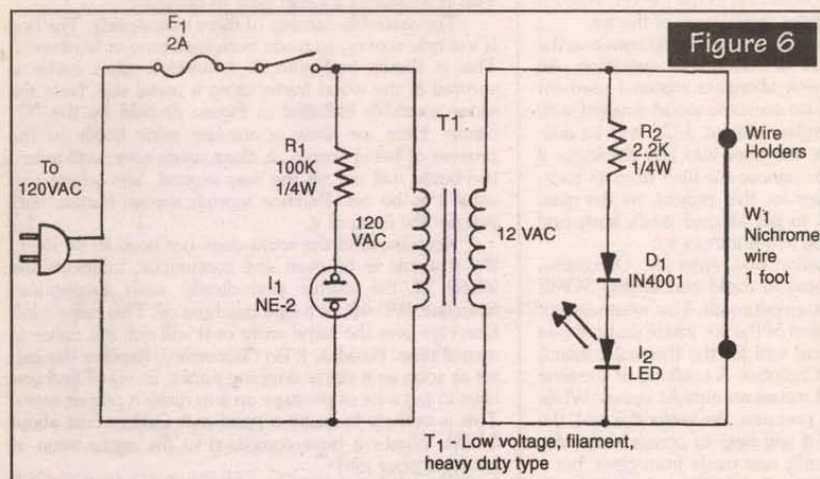 F1
2A
Figure 6
To
120VAC
R1
100K
1/4W
T1
120
VAC
12 VAC
I1
NE-2
R2
2.2K
1/4W
D1
IN4001
I2
LED
Wire
Holders
W1
Nichrome
wire
1 foot
T1 - Low voltage, filament,
heavy duty type